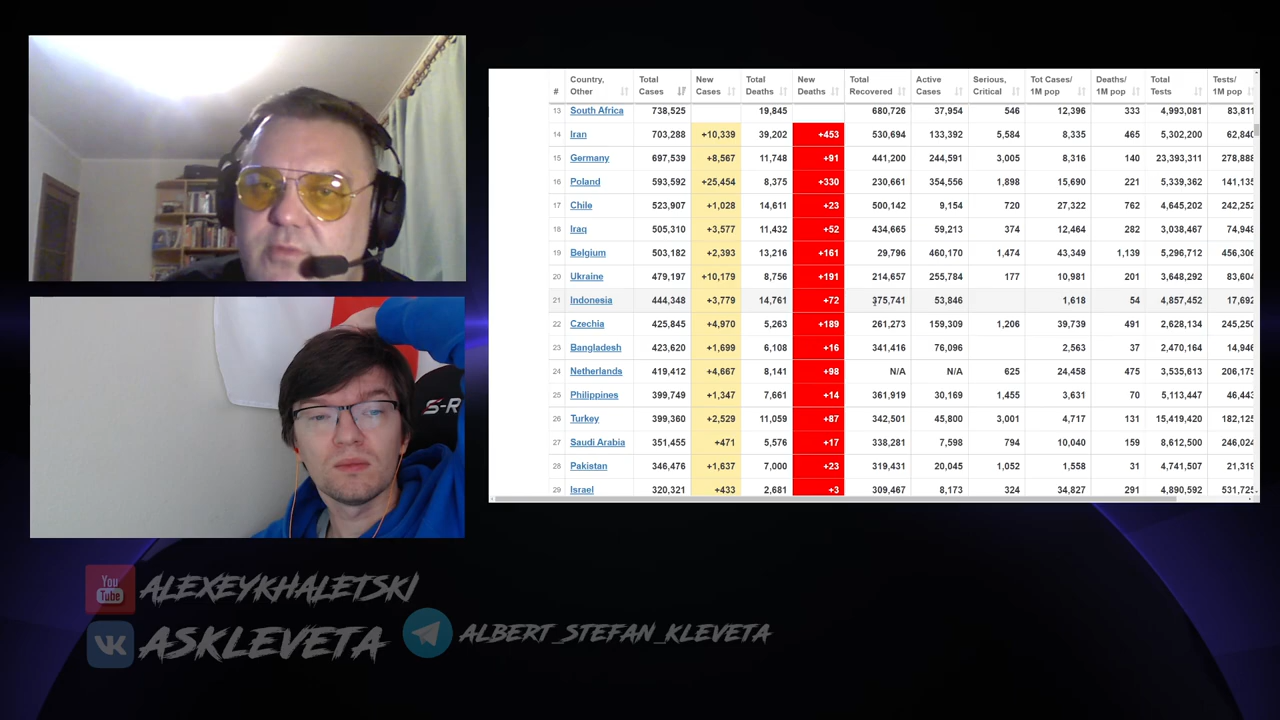 # Country, Other Total Cases New Cases Total Deaths New Deaths Total Recovered Active Cases Serious, Critical Tot Cases/ 1M pop Deaths/ 1M pop Total Tests Tests/ 1M pop
13 South Africa 738,525 19,845 680,726 37,954 546 12,396 333 4,993,081 83,811
14 Iran 703,288 +10,339 39,202 +453 530,694 133,392 5,584 8,335 465 5,302,200 62,840
15 Germany 697,539 +8,567 11,748 +91 441,200 244,591 3,005 8,316 140 23,393,311 278,888
16 Poland 593,592 +25,454 8,375 +330 230,661 354,556 1,898 15,690 221 5,339,362 141,135
17 Chile 523,907 +1,028 14,611 +23 500,142 9,154 720 27,322 762 4,645,202 242,252
18 Iraq 505,310 +3,577 11,432 +52 434,665 59,213 374 12,464 282 3,038,467 74,948
19 Belgium 503,182 +2,393 13,216 +161 29,796 460,170 1,474 43,349 1,139 5,296,712 456,306
20 Ukraine 479,197 +10,179 8,756 +191 214,657 255,784 177 10,981 201 3,648,292 83,604
21 Indonesia 444,348 +3,779 14,761 +72 375,741 53,846 1,618 54 4,857,452 17,692
22 Czechia 425,845 +4,970 5,263 +189 261,273 159,309 1,206 39,739 491 2,628,134 245,250
23 Bangladesh 423,620 +1,699 6,108 +16 341,416 76,096 2,563 37 2,470,164 14,946
24 Netherlands 419,412 +4,667 8,141 +98 N/A N/A 625 24,458 475 3,535,613 206,175
25 Philippines 399,749 +1,347 7,661 +14 361,919 30,169 1,455 3,631 70 5,113,447 46,443
26 Turkey 399,360 +2,529 11,059 +87 342,501 45,800 3,001 4,717 131 15,419,420 182,125
27 Saudi Arabia 351,455 +471 5,576 +17 338,281 7,598 794 10,040 159 8,612,500 246,024
28 Pakistan 346,476 +1,637 7,000 +23 319,431 20,045 1,052 1,558 31 4,741,507 21,319
29 Israel 320,321 +433 2,681 +3 309,467 8,173 324 34,827 291 4,890,592 531,725
S-R
You Tube ALEXEYKHALETSKI
ASKLEVETA
ALBERT_STEFAN_KLEVETA